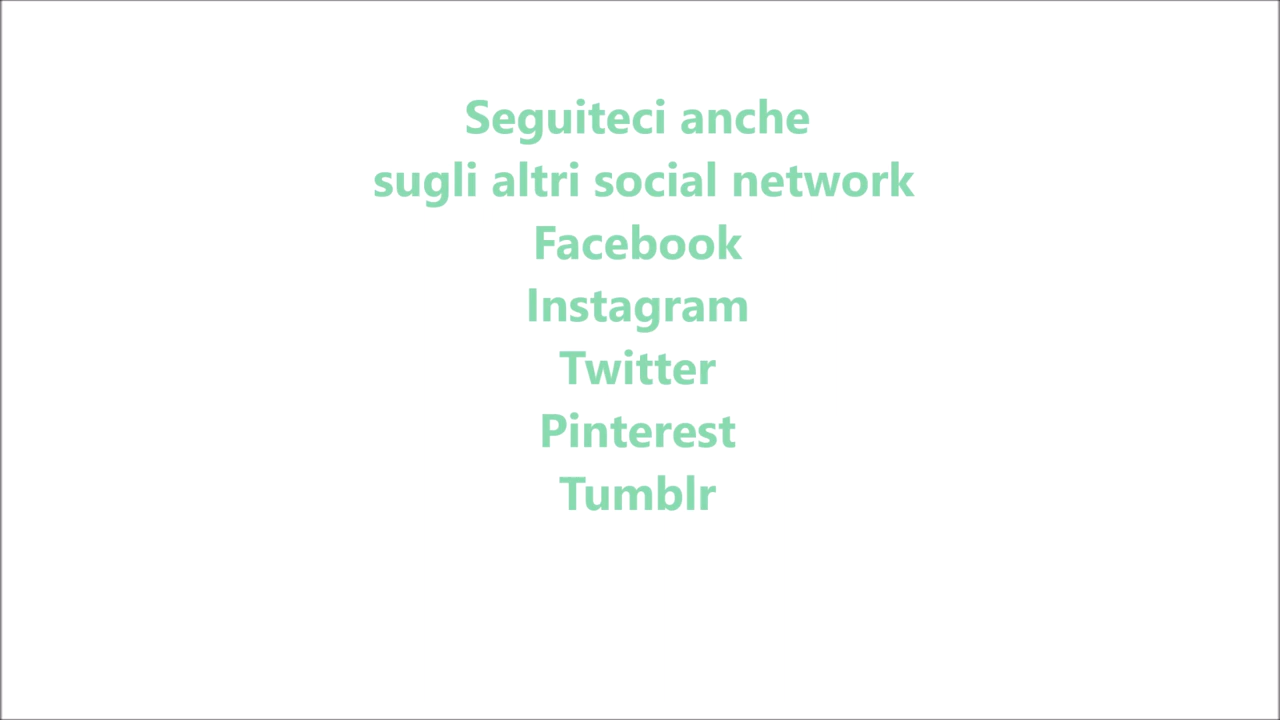 Seguiteci anche
sugli altri social network
Facebook
Instagram
Twitter
Pinterest
Tumblr